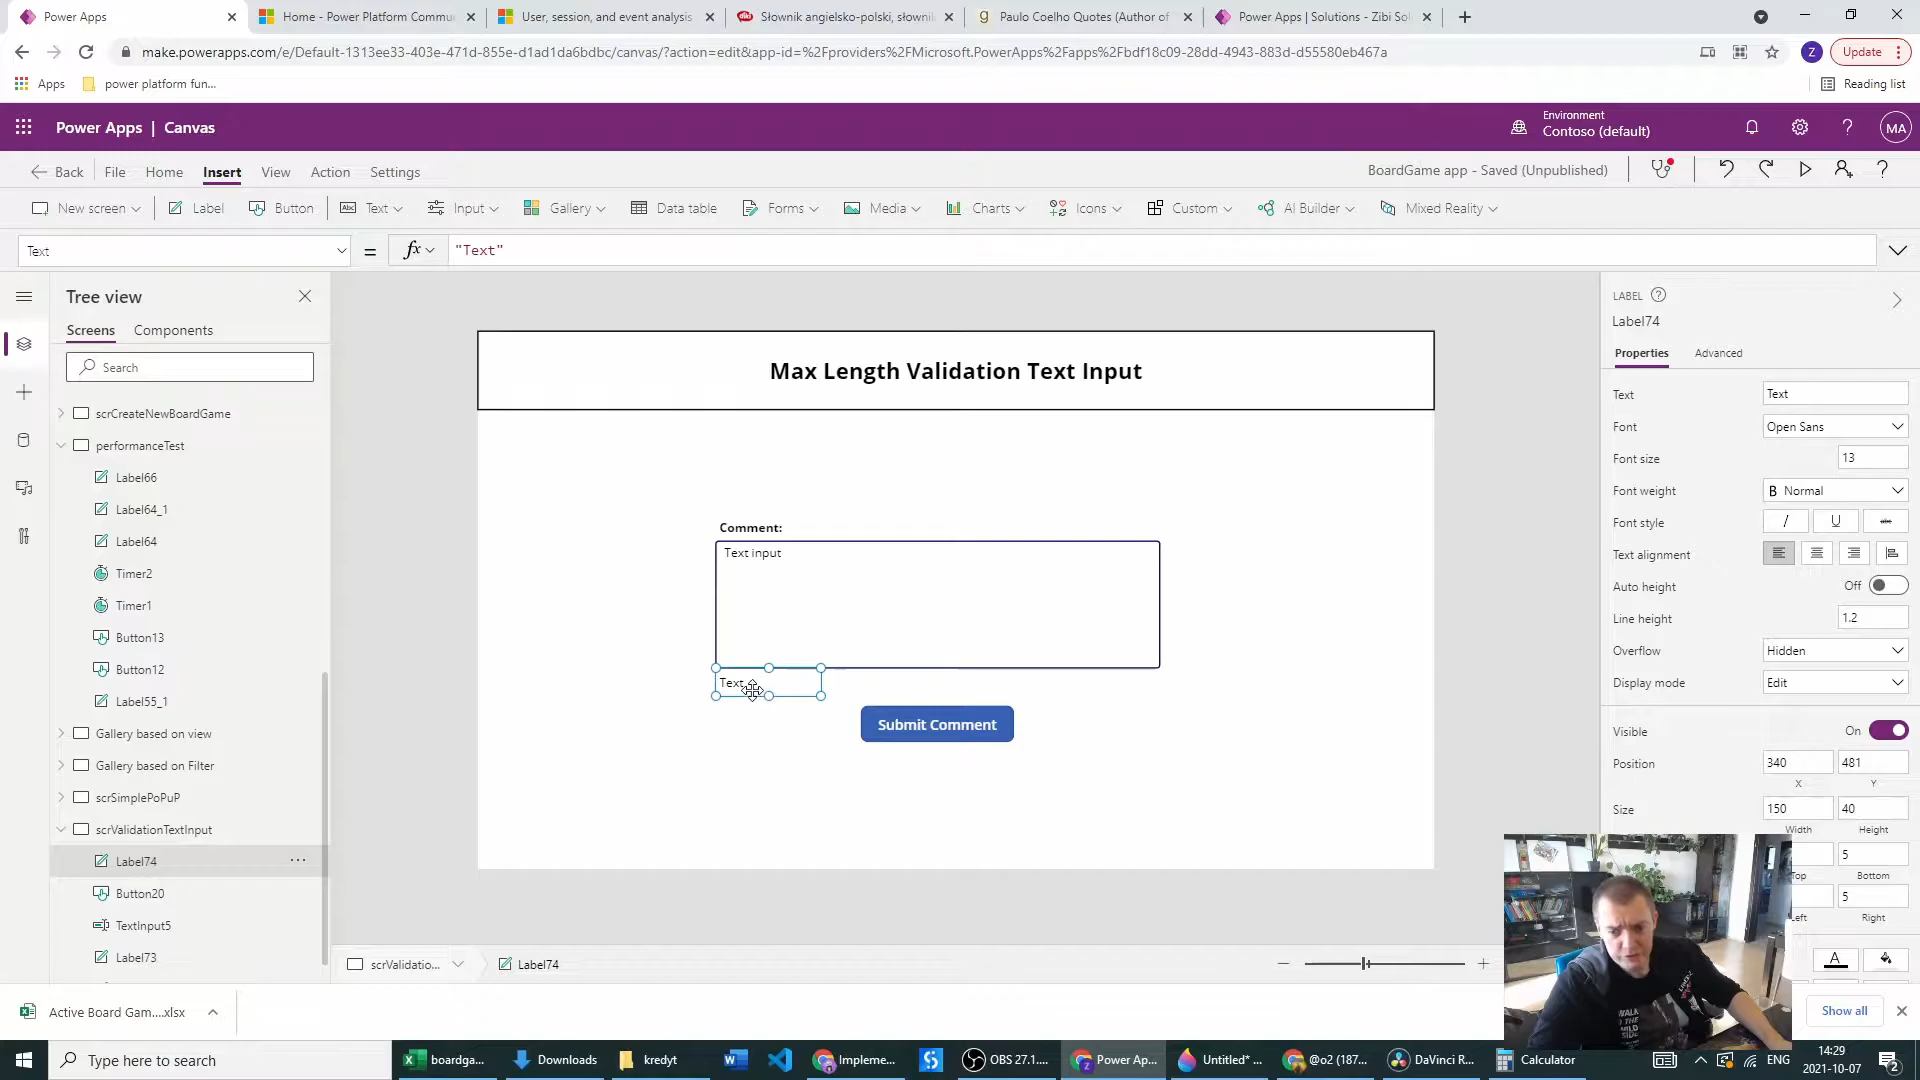 Power Apps
Home - Power Platform Commu
User, session, and event analysis
Słownik angielsko-polski, słownik
Paulo Coelho Quotes (Author of
Power Apps | Solutions - Zibi Sol
make.powerapps.com/e/Default-1313ee33-403e-471d-855e-d1ad1da6bdbc/canvas/?action=edit&app-id=%2Fproviders%2FMicrosoft.PowerApps%2Fapps%2Fbdf18c09-28dd-4943-883d-d55580eb467a
Z
Update
Apps
power platform fun...
Reading list
Power Apps | Canvas
Environment
Contoso (default)
MA
Back
File
Home
Insert
View
Action
Settings
BoardGame app - Saved (Unpublished)
New screen
Label
Button
Text
Input
Gallery
Data table
Forms
Media
Charts
Icons
Custom
AI Builder
Mixed Reality
Text
=
fx
"Text"
Tree view
Screens
Components
Search
scrCreateNewBoardGame
performanceTest
Label66
Label64_1
Label64
Timer2
Timer1
Button13
Button12
Label55_1
Gallery based on view
Gallery based on Filter
scrSimplePoPuP
scrValidationTextInput
Label74
Button20
TextInput5
Label73
Max Length Validation Text Input
Comment:
Text input
Text
Submit Comment
scrValidatio...
Label74
LABEL
Label74
Properties
Advanced
Text
Text
Font
Open Sans
Font size
13
Font weight
B Normal
Font style
/
U
abc
Text alignment
Auto height
Off
Line height
1.2
Overflow
Hidden
Display mode
Edit
Visible
On
Position
340
481
X
Y
Size
150
40
Width
Height
5
Top
Bottom
5
Left
Right
A
Active Board Gam....xlsx
Show all
Type here to search
boardga...
Downloads
kredyt
Impleme...
OBS 27.1....
Power Ap...
Untitled* ...
@o2 (187...
DaVinci R...
Calculator
ENG
14:29
2021-10-07
2